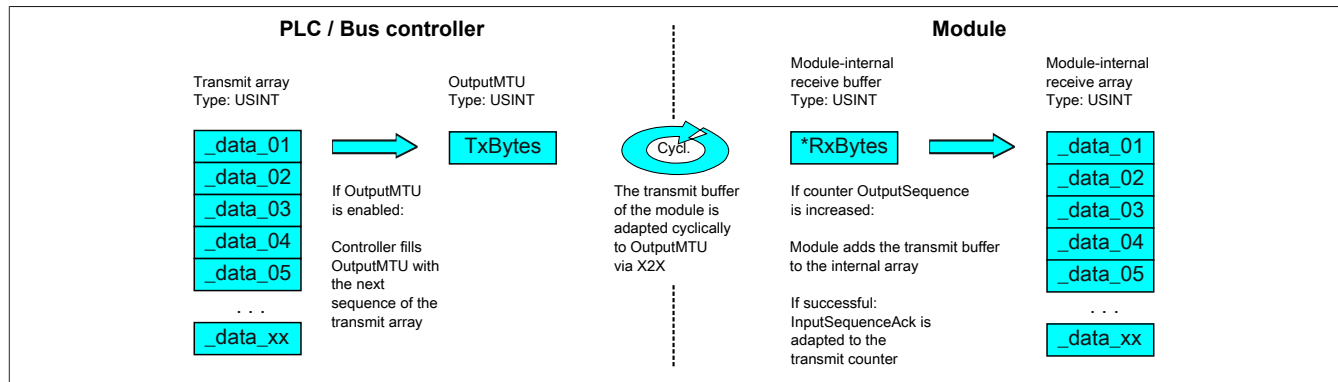 PLC / Bus controller
Module
Transmit array
Type: USINT
OutputMTU
Type: USINT
Module-internal
receive buffer
Type: USINT
Module-internal
receive array
Type: USINT
_data_01
_data_02
_data_03
_data_04
_data_05
. . .
_data_xx
If OutputMTU
is enabled:
Controller fills
OutputMTU with
the next
sequence of the
transmit array
TxBytes
Cycl.
The transmit buffer
of the module is
adapted cyclically
to OutputMTU
via X2X
*RxBytes
If counter OutputSequence
is increased:
Module adds the transmit buffer
to the internal array
If successful:
InputSequenceAck is
adapted to the
transmit counter
_data_01
_data_02
_data_03
_data_04
_data_05
. . .
_data_xx